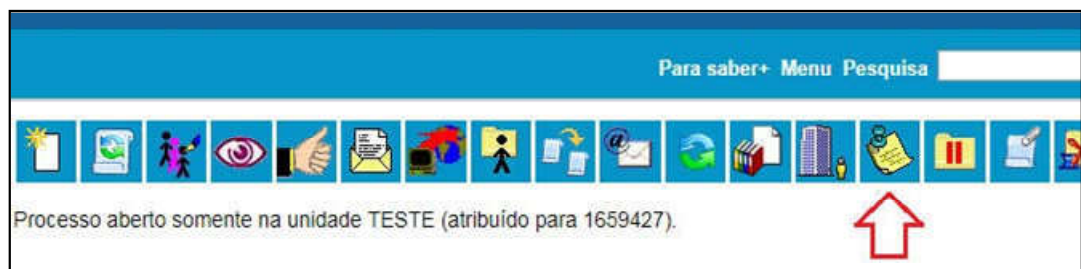 Para saber+ Menu Pesquisa
Processo aberto somente na unidade TESTE (atribuído para 1659427).